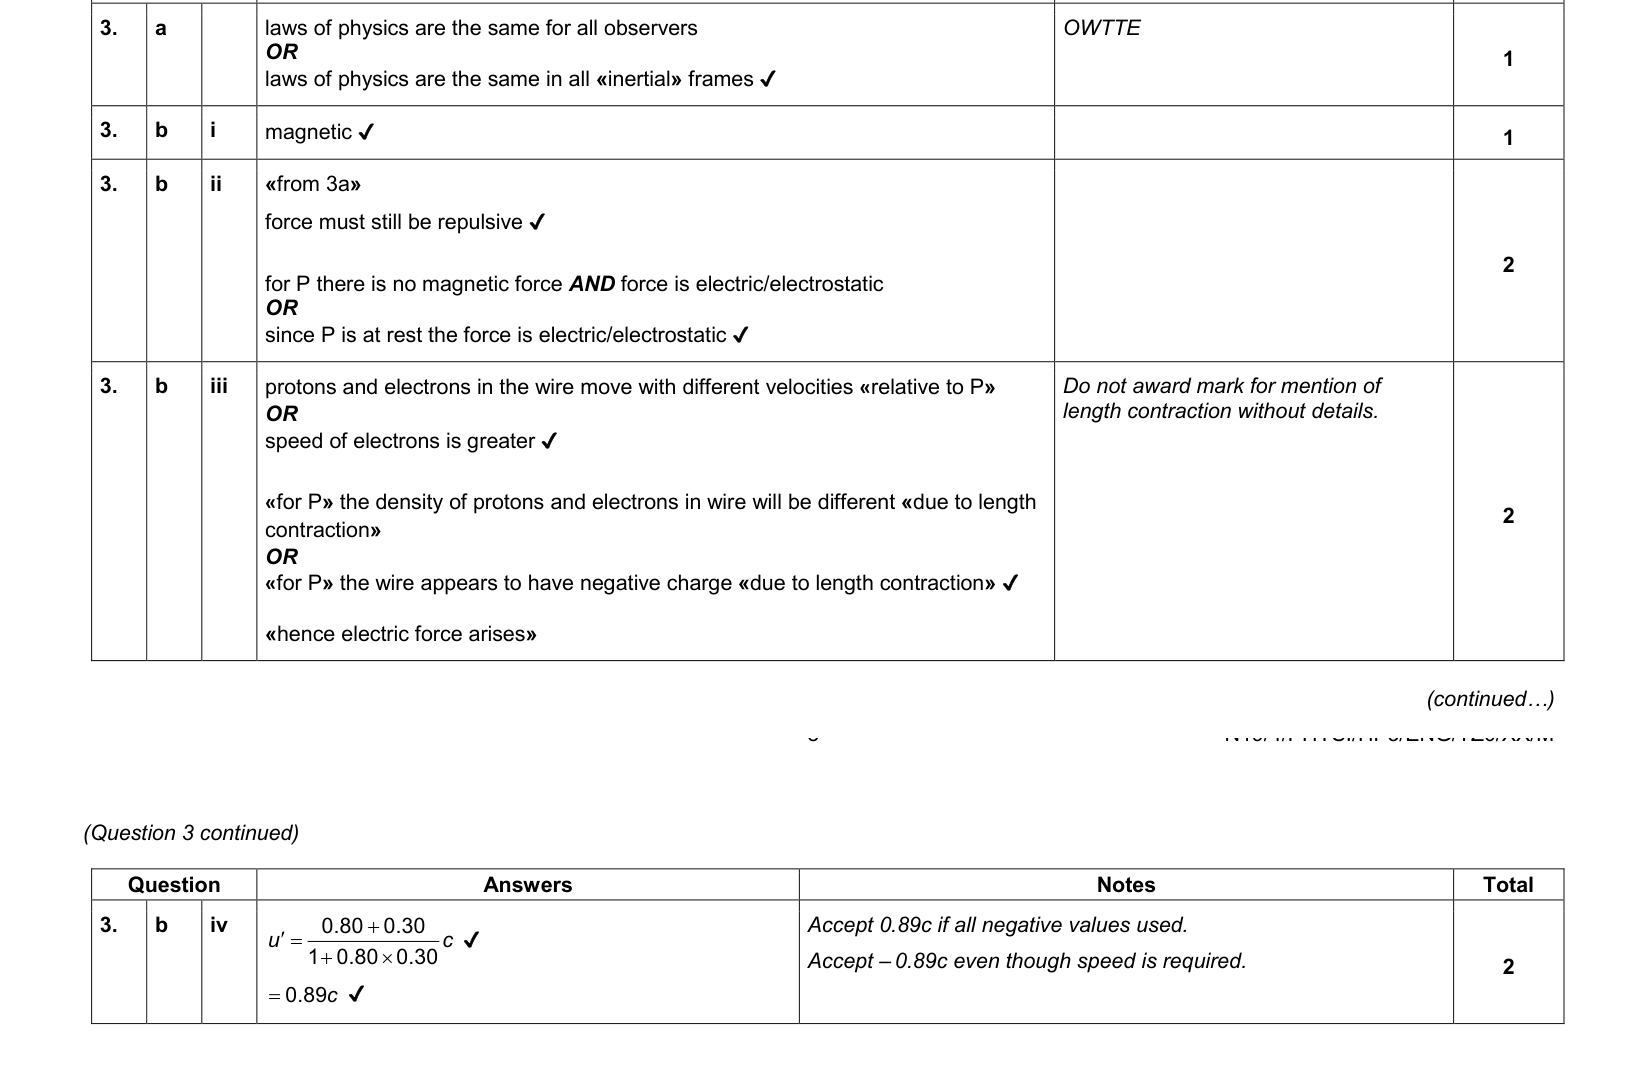 3. a laws of physics are the same for all observers OWTTE
OR
laws of physics are the same in all «inertial» frames ✓ 1
3. b i magnetic ✓ 1
3. b ii «from 3a»
force must still be repulsive ✓
2
for P there is no magnetic force AND force is electric/electrostatic
OR
since P is at rest the force is electric/electrostatic ✓
3. b iii protons and electrons in the wire move with different velocities «relative to P» Do not award mark for mention of
OR length contraction without details.
speed of electrons is greater ✓
«for P» the density of protons and electrons in wire will be different «due to length 2
contraction»
OR
«for P» the wire appears to have negative charge «due to length contraction» ✓
«hence electric force arises»
(continued…)
(Question 3 continued)
Question Answers Notes Total
3. b iv u′ = (0.80 + 0.30)/(1 + 0.80 × 0.30) c ✓ Accept 0.89c if all negative values used.
Accept – 0.89c even though speed is required. 2
= 0.89c ✓